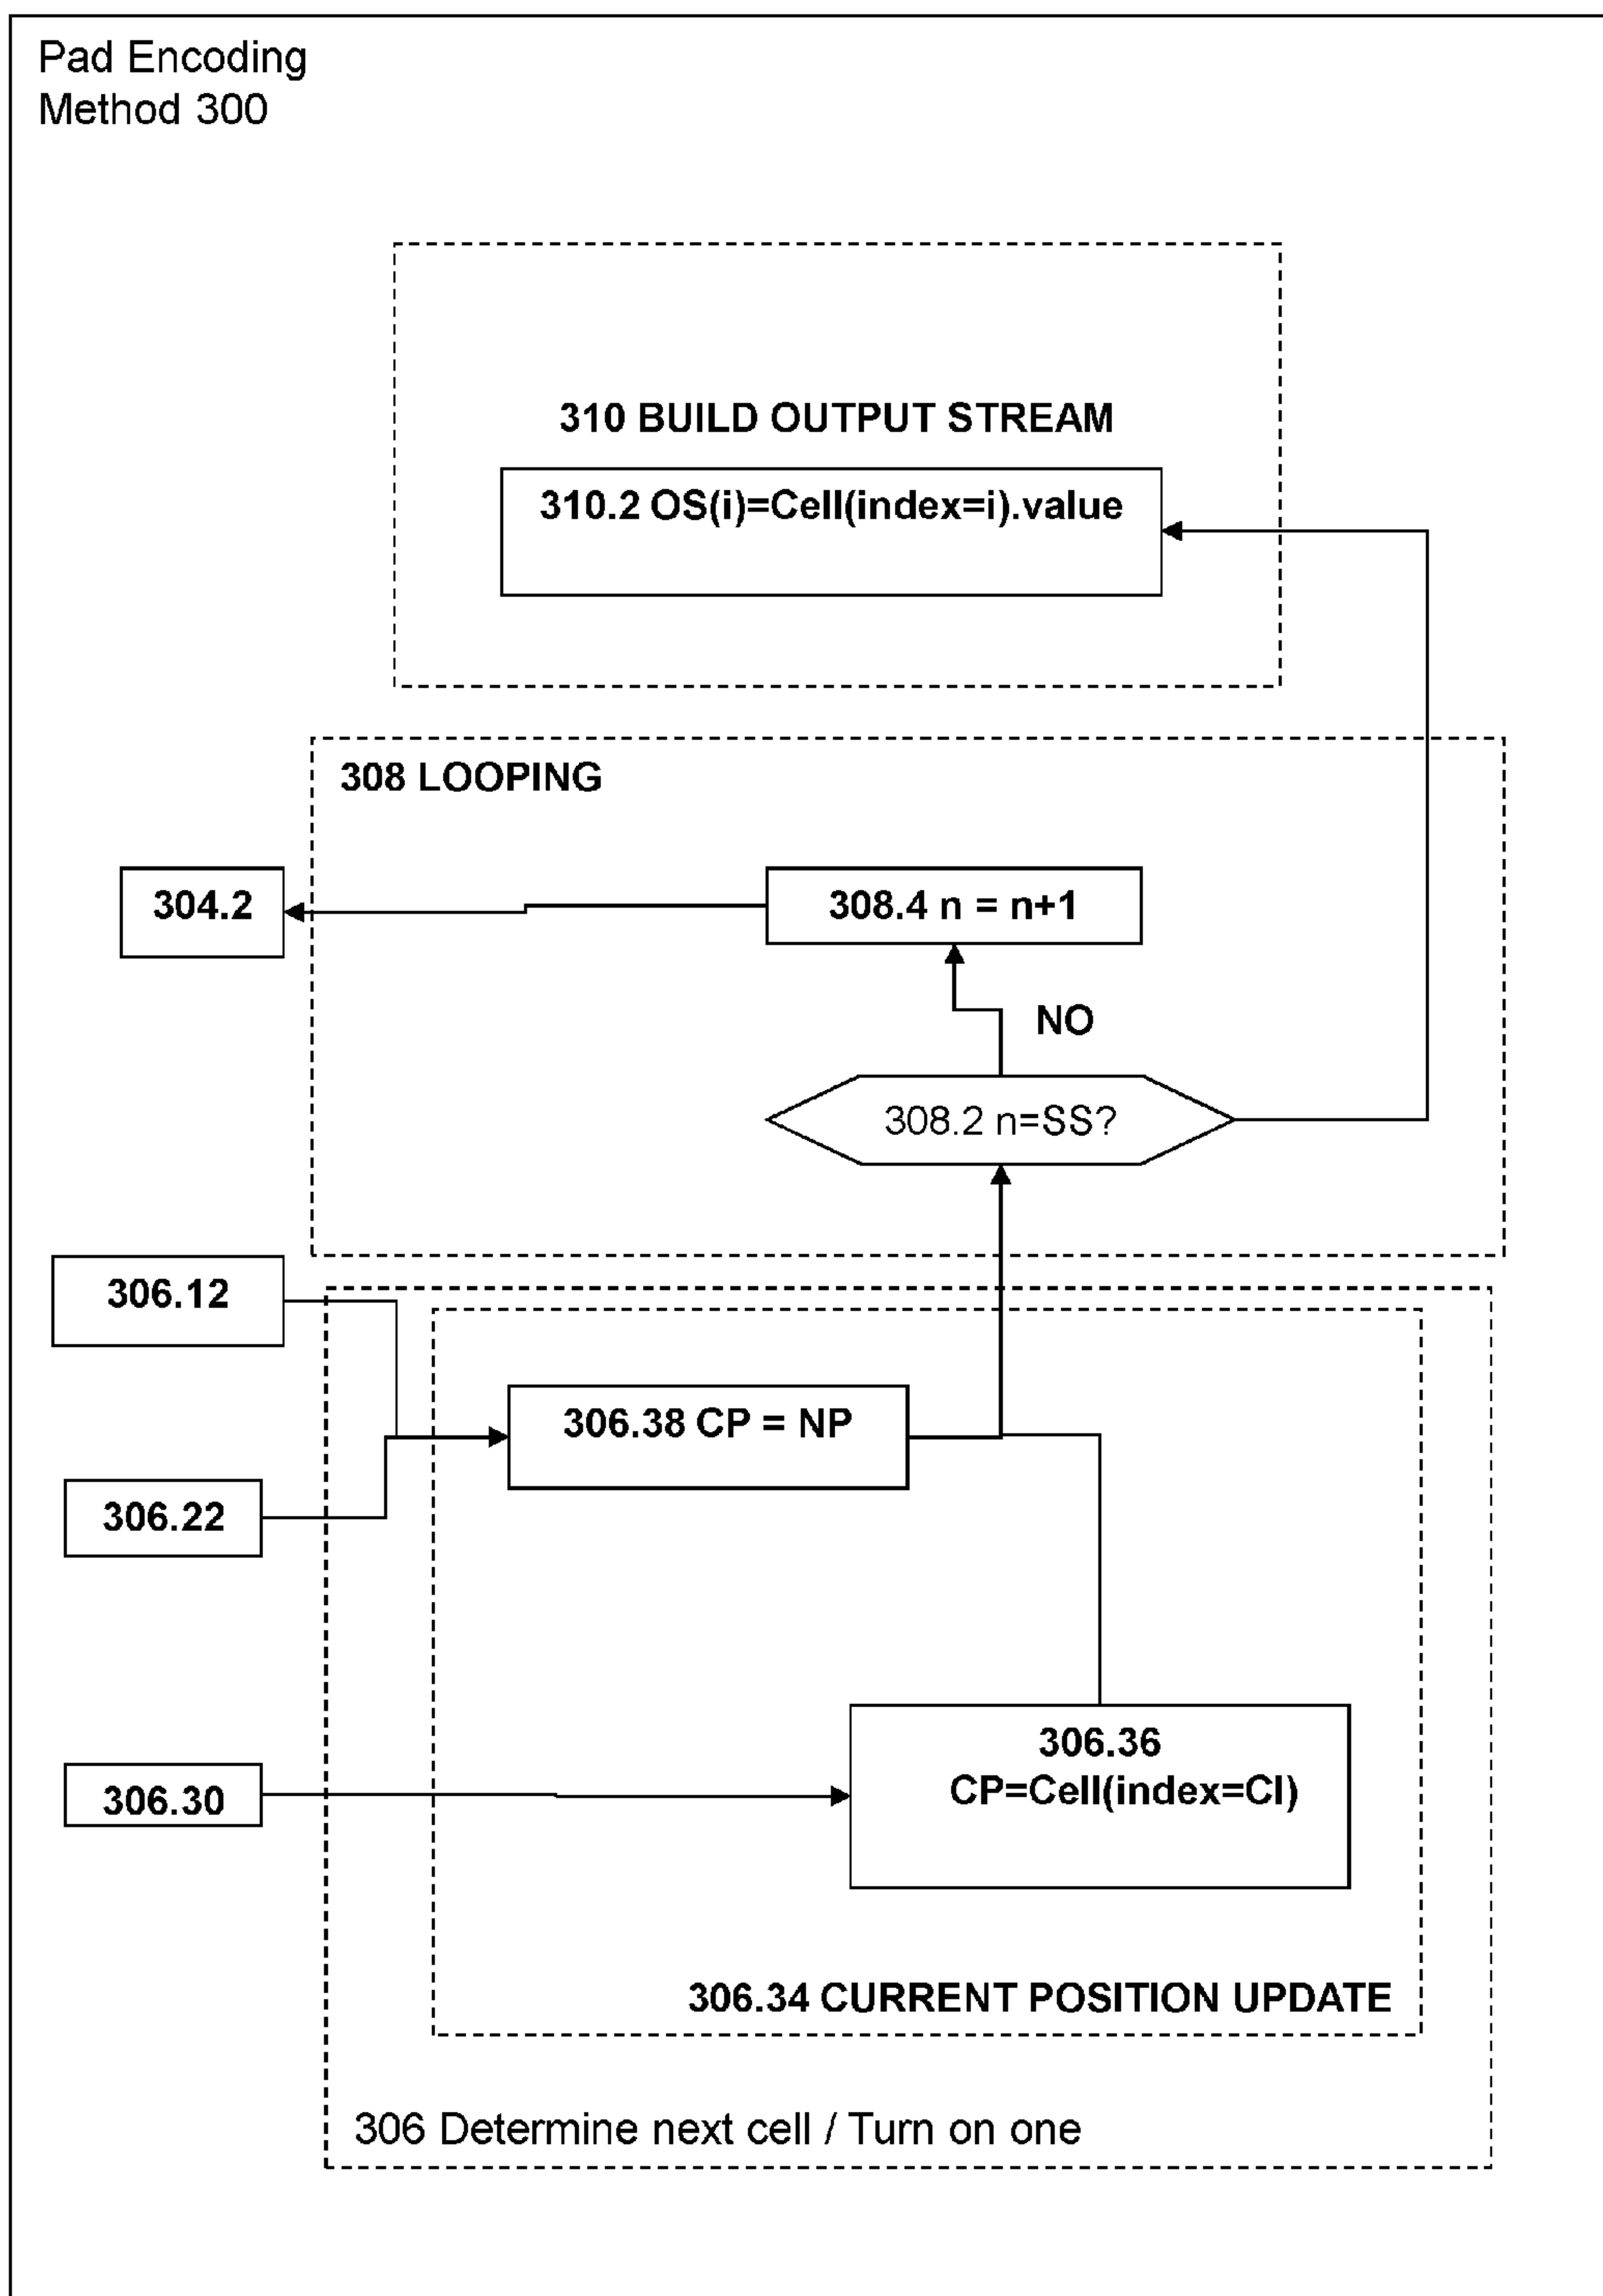 Pad Encoding
Method 300
310 BUILD OUTPUT STREAM
310.2 OS(i)=Cell(index=i).value
308 LOOPING
304.2
308.4 n = n+1
NO
308.2 n=SS?
306.12
306.38 CP = NP
306.22
306.36
CP=Cell(index=CI)
306.30
306.34 CURRENT POSITION UPDATE
306 Determine next cell / Turn on one